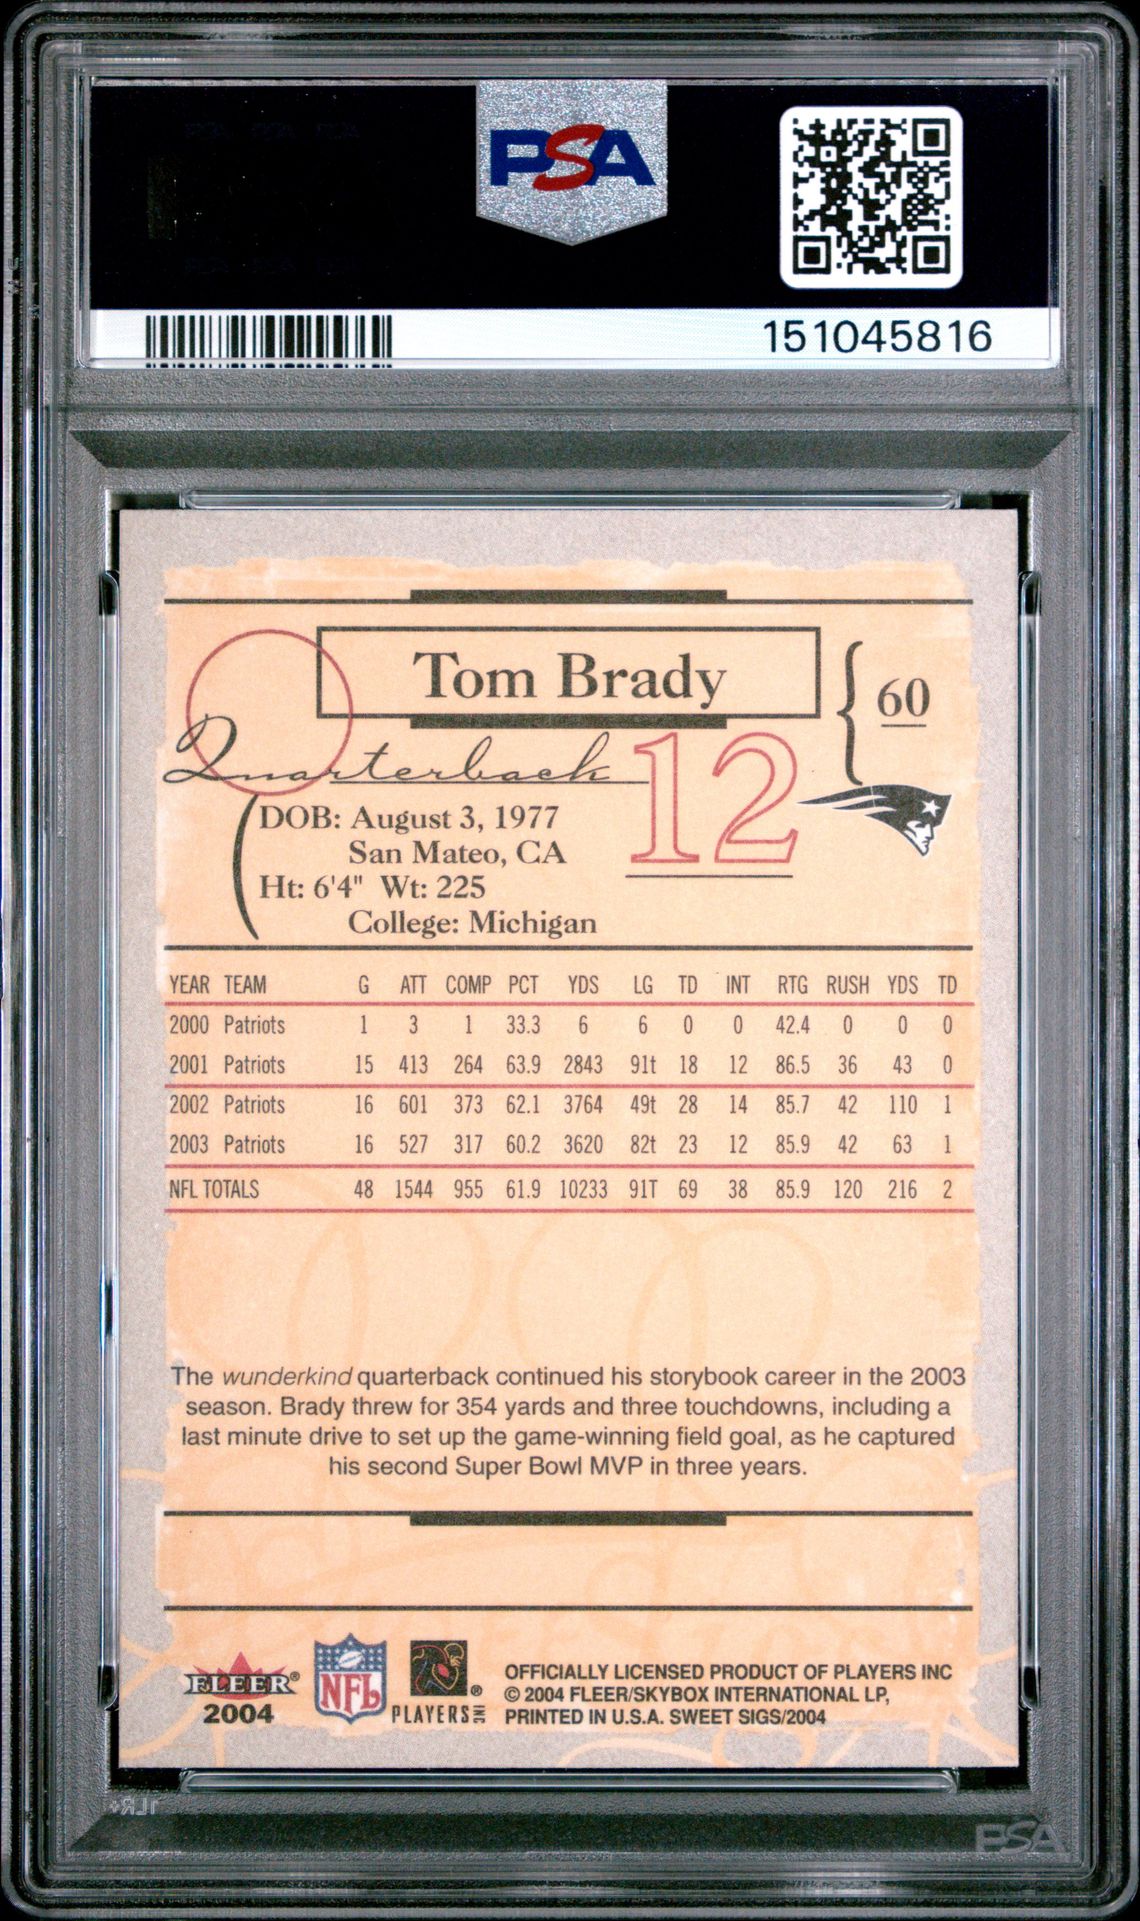 PSA
151045816
Tom Brady
60
Quarterback
12
DOB: August 3, 1977
San Mateo, CA
Ht: 6'4" Wt: 225
College: Michigan
YEAR TEAM G ATT COMP PCT YDS LG TD INT RTG RUSH YDS TD
2000 Patriots 1 3 1 33.3 6 6 0 0 42.4 0 0 0
2001 Patriots 15 413 264 63.9 2843 91t 18 12 86.5 36 43 0
2002 Patriots 16 601 373 62.1 3764 49t 28 14 85.7 42 110 1
2003 Patriots 16 527 317 60.2 3620 82t 23 12 85.9 42 63 1
NFL TOTALS 48 1544 955 61.9 10233 91T 69 38 85.9 120 216 2
The wunderkind quarterback continued his storybook career in the 2003
season. Brady threw for 354 yards and three touchdowns, including a
last minute drive to set up the game-winning field goal, as he captured
his second Super Bowl MVP in three years.
FLEER®
2004
NFL
PLAYERS INC ®
OFFICIALLY LICENSED PRODUCT OF PLAYERS INC
© 2004 FLEER/SKYBOX INTERNATIONAL LP,
PRINTED IN U.S.A. SWEET SIGS/2004
PSA